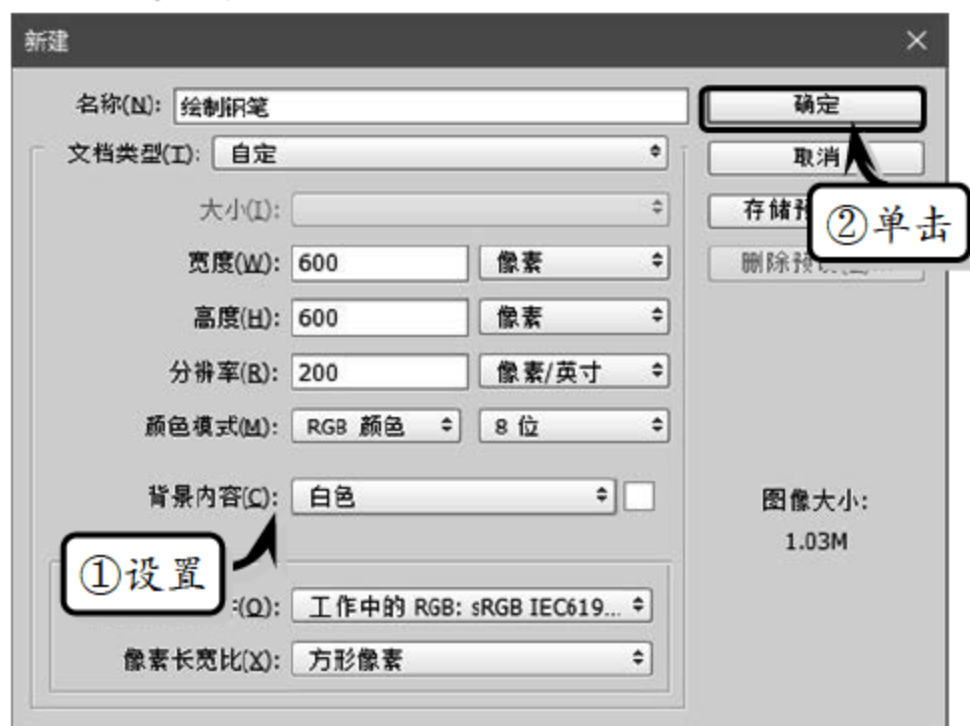 新建
名称(N): 绘制钢笔
确定
文档类型(T): 自定
取消
大小(I):
存储预
②单击
宽度(W): 600 像素
删除预
高度(H): 600 像素
分辨率(R): 200 像素/英寸
颜色模式(M): RGB 颜色 8 位
背景内容(C): 白色
图像大小:
1.03M
①设置
(O): 工作中的 RGB: sRGB IEC619...
像素长宽比(X): 方形像素